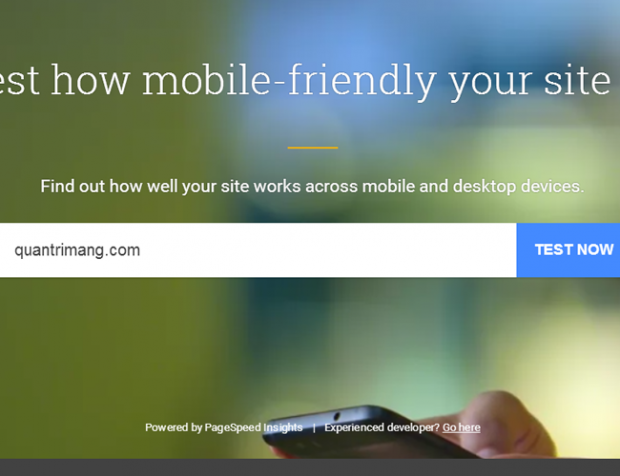 est how mobile-friendly your site
Find out how well your site works across mobile and desktop devices.
quantrimang.com
TEST NOW
Powered by PageSpeed Insights | Experienced developer? Go here